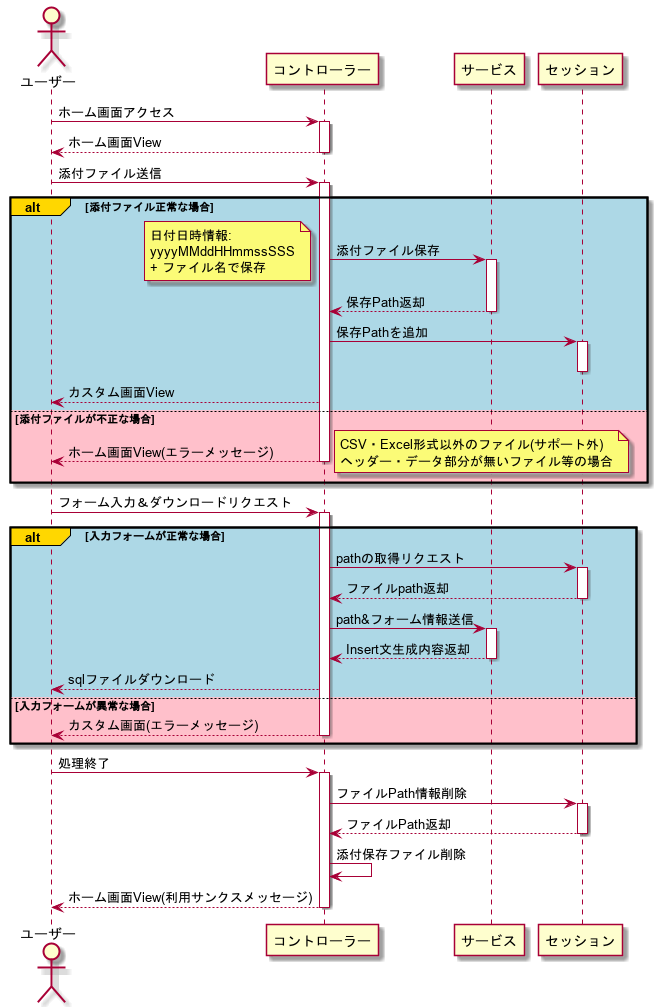 ユーザー
コントローラー
サービス
セッション
ホーム画面アクセス
ホーム画面View
添付ファイル送信
alt
[添付ファイル正常な場合]
日付日時情報:
yyyyMMddHHmmssSSS
+ ファイル名で保存
添付ファイル保存
保存Path返却
保存Pathを追加
カスタム画面View
[添付ファイルが不正な場合]
ホーム画面View(エラーメッセージ)
CSV・Excel形式以外のファイル(サポート外)
ヘッダー・データ部分が無いファイル等の場合
フォーム入力＆ダウンロードリクエスト
alt
[入力フォームが正常な場合]
pathの取得リクエスト
ファイルpath返却
path&フォーム情報送信
Insert文生成内容返却
sqlファイルダウンロード
[入力フォームが異常な場合]
カスタム画面(エラーメッセージ)
処理終了
ファイルPath情報削除
ファイルPath返却
添付保存ファイル削除
ホーム画面View(利用サンクスメッセージ)
ユーザー
コントローラー
サービス
セッション